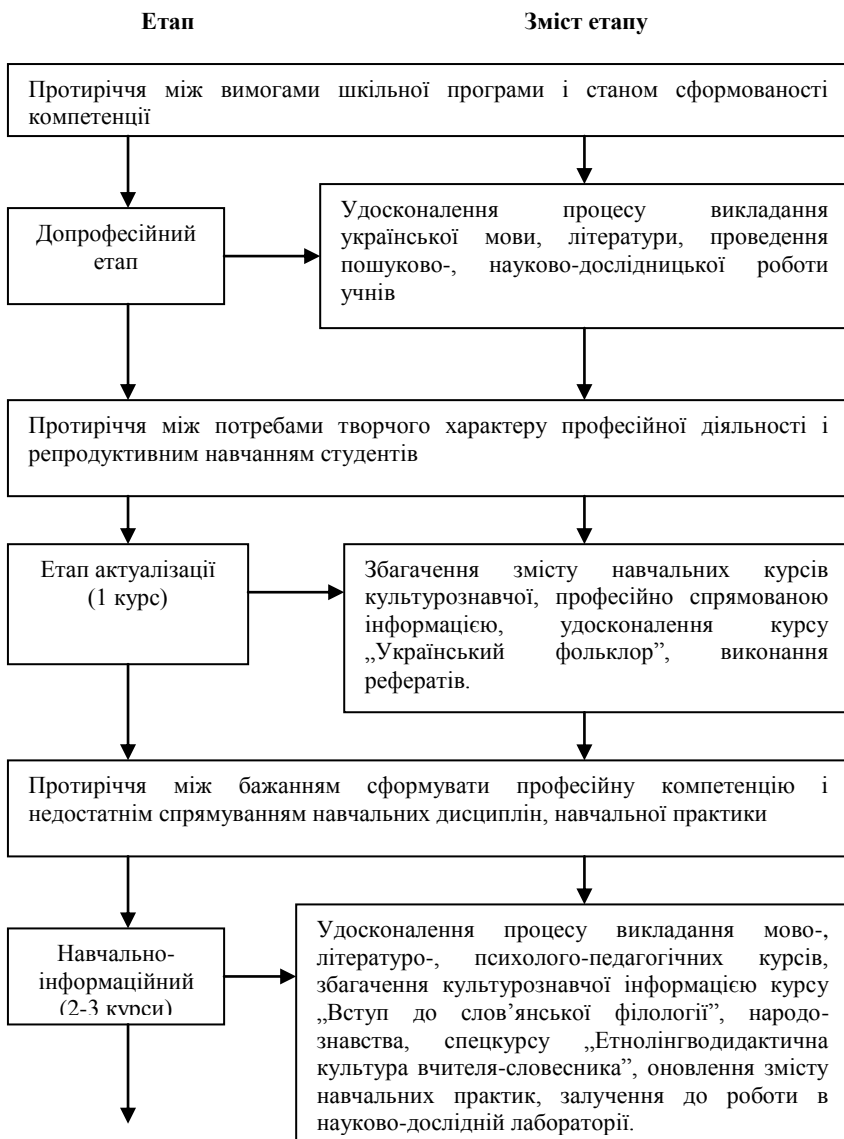 Етап
Зміст етапу
Протиріччя між вимогами шкільної програми і станом сформованості
компетенції
Допрофесійний
етап
Удосконалення процесу викладання
української мови, літератури, проведення
пошуково-, науково-дослідницької роботи
учнів
Протиріччя між потребами творчого характеру професійної діяльності і
репродуктивним навчанням студентів
Етап актуалізації
(1 курс)
Збагачення змісту навчальних курсів
культурознавчої, професійно спрямованою
інформацією, удосконалення курсу
„Український фольклор”, виконання
рефератів.
Протиріччя між бажанням сформувати професійну компетенцію і
недостатнім спрямуванням навчальних дисциплін, навчальної практики
Навчально-
інформаційний
(2-3 курси)
Удосконалення процесу викладання мово-,
літературо-, психолого-педагогічних курсів,
збагачення культурознавчої інформацією курсу
„Вступ до слов’янської філології”, народо-
знавства, спецкурсу „Етнолінгводидактична
культура вчителя-словесника”, оновлення змісту
навчальних практик, залучення до роботи в
науково-дослідній лабораторії.